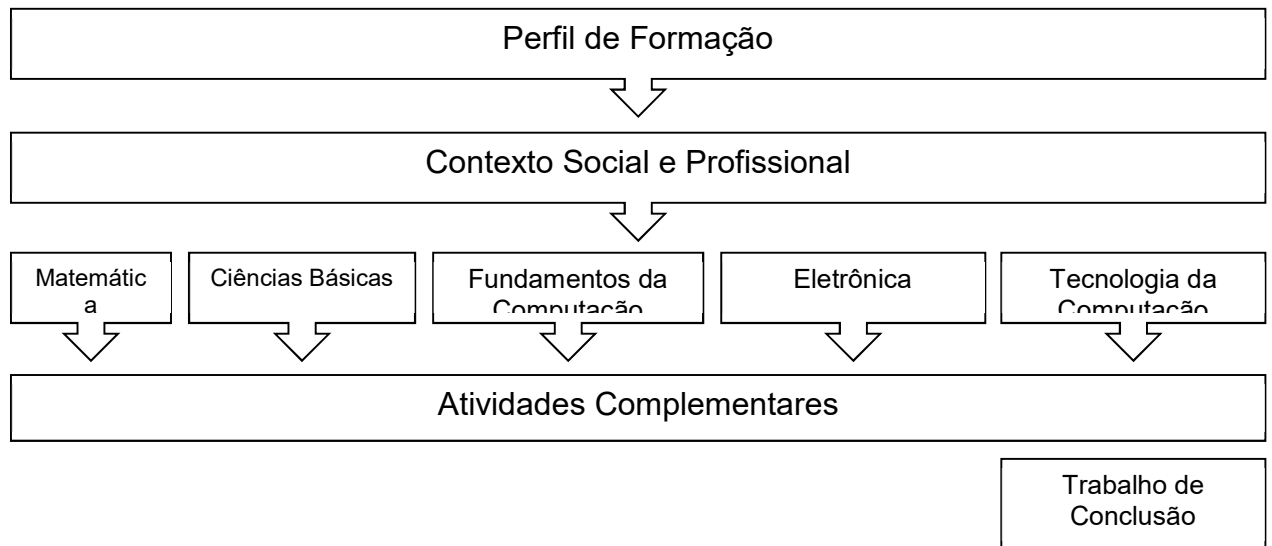 Perfil de Formação
Contexto Social e Profissional
Matemátic
a
Ciências Básicas
Fundamentos da
Computação
Eletrônica
Tecnologia da
Computação
Atividades Complementares
Trabalho de
Conclusão